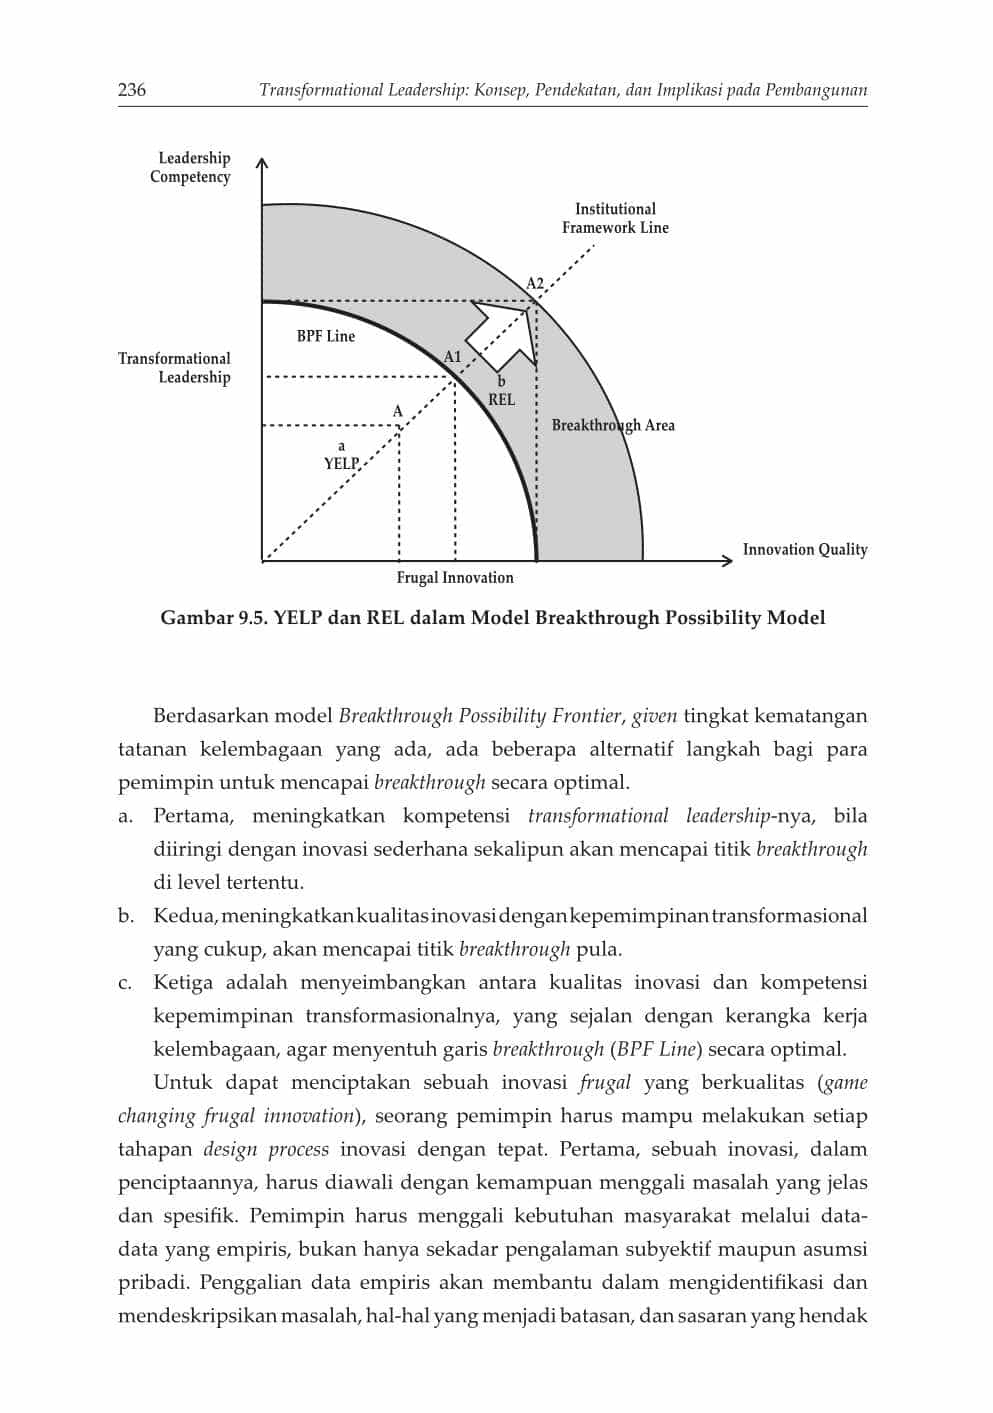 236 Transformational Leadership: Konsep, Pendekatan, dan Implikasi pada Pembangunan
Leadership
Competency
Institutional
Framework Line
A2
BPF Line
Transformational
Leadership
A1
b
REL
A
Breakthrough Area
a
YELP
Innovation Quality
Frugal Innovation
Gambar 9.5. YELP dan REL dalam Model Breakthrough Possibility Model
Berdasarkan model Breakthrough Possibility Frontier, given tingkat kematangan
tatanan kelembagaan yang ada, ada beberapa alternatif langkah bagi para
pemimpin untuk mencapai breakthrough secara optimal.
a. Pertama, meningkatkan kompetensi transformational leadership-nya, bila
diiringi dengan inovasi sederhana sekalipun akan mencapai titik breakthrough
di level tertentu.
b. Kedua, meningkatkan kualitas inovasi dengan kepemimpinan transformasional
yang cukup, akan mencapai titik breakthrough pula.
c. Ketiga adalah menyeimbangkan antara kualitas inovasi dan kompetensi
kepemimpinan transformasionalnya, yang sejalan dengan kerangka kerja
kelembagaan, agar menyentuh garis breakthrough (BPF Line) secara optimal.
Untuk dapat menciptakan sebuah inovasi frugal yang berkualitas (game
changing frugal innovation), seorang pemimpin harus mampu melakukan setiap
tahapan design process inovasi dengan tepat. Pertama, sebuah inovasi, dalam
penciptaannya, harus diawali dengan kemampuan menggali masalah yang jelas
dan spesifik. Pemimpin harus menggali kebutuhan masyarakat melalui data-
data yang empiris, bukan hanya sekadar pengalaman subyektif maupun asumsi
pribadi. Penggalian data empiris akan membantu dalam mengidentifikasi dan
mendeskripsikan masalah, hal-hal yang menjadi batasan, dan sasaran yang hendak